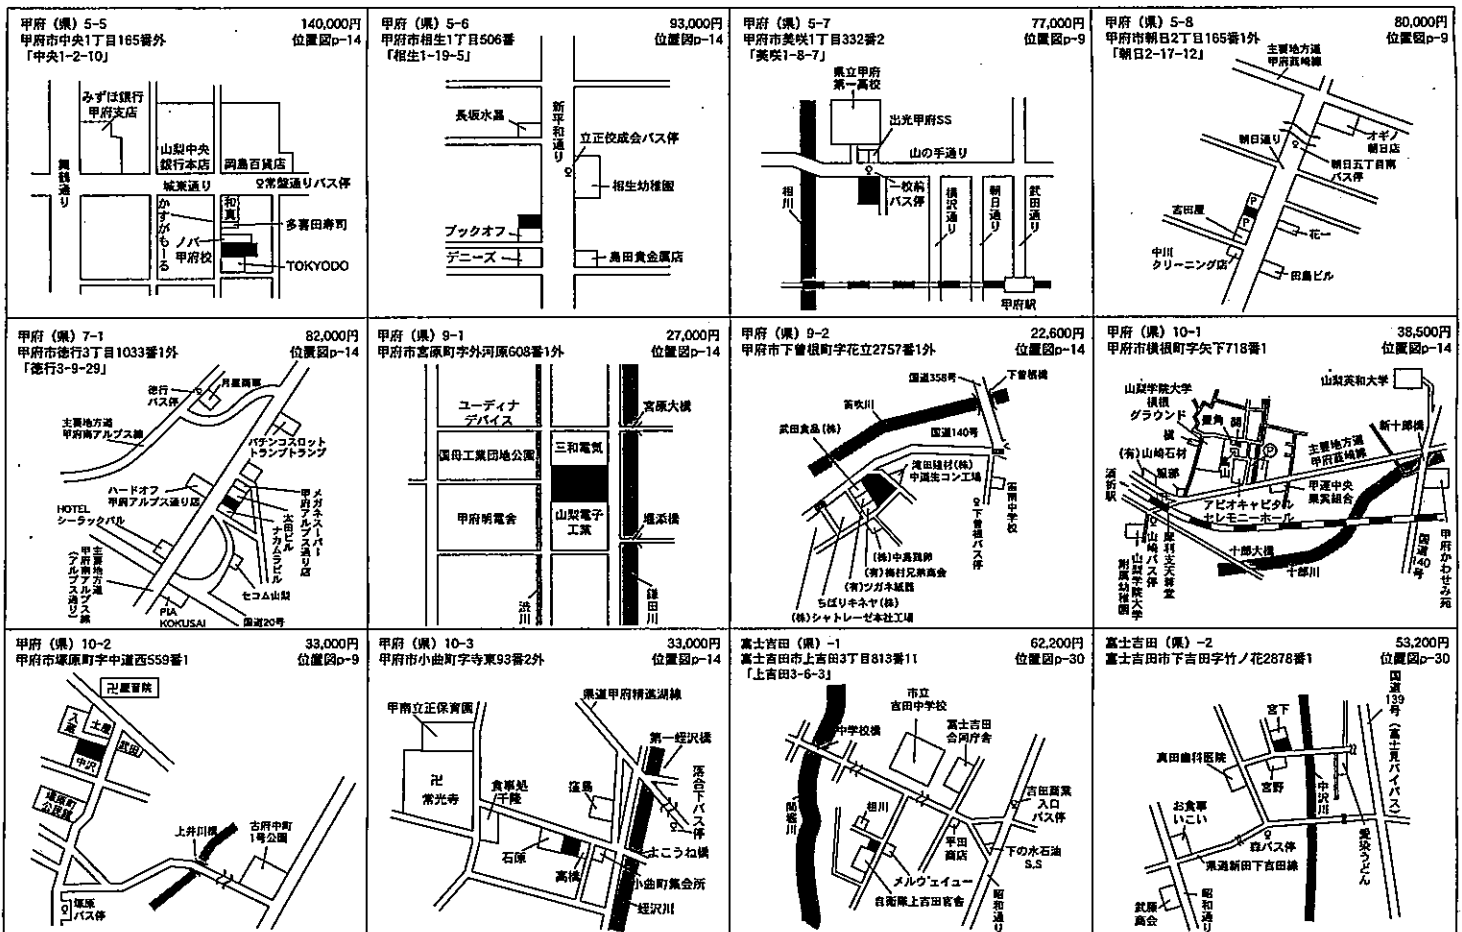 甲府（県）5-5 140,000円
甲府市中央1丁目165番外 位置図p-14
「中央1-2-10」
みずほ銀行
甲府支店
山梨中央
銀行本店
岡島百貨店
舞鶴通り
城東通り
常盤通りバス停
かすがもーる
和真
多喜田寿司
ノバ
甲府校
TOKYODO
甲府（県）5-6 93,000円
甲府市相生1丁目506番 位置図p-14
「相生1-19-5」
長坂水晶
新平和通り
立正佼成会バス停
相生幼稚園
ブックオフ
デニーズ
島田貴金属店
甲府（県）5-7 77,000円
甲府市美咲1丁目332番2 位置図p-9
「美咲1-8-7」
県立甲府
第一高校
出光甲府SS
山の手通り
一校前
バス停
相川
横沢通り
朝日通り
武田通り
甲府駅
甲府（県）5-8 80,000円
甲府市朝日2丁目165番1外 位置図p-9
「朝日2-17-12」
主要地方道
甲府韮崎線
オギノ
朝日店
朝日通り
朝日五丁目南
バス停
P
P
宮田屋
花一
中川
クリーニング店
田島ビル
甲府（県）7-1 82,000円
甲府市徳行3丁目1033番1外 位置図p-14
「徳行3-9-29」
徳行
バス停
月星商事
主要地方道
甲府南アルプス線
パチンコスロット
トランプトランプ
ハードオフ
甲府アルプス通り店
HOTEL
シーラックパル
メガネスーパー
甲府アルプス通り店
太田ビル
ナカムラビル
セコム山梨
主要地方道
甲府南アルプス線
（アルプス通り）
PIA
KOKUSAI
国道20号
甲府（県）9-1 27,000円
甲府市宮原町字外河原608番1外 位置図p-14
ユーディナ
デバイス
宮原大橋
三和電気
国母工業団地公園
甲府明電舎
山梨電子
工業
堰添橋
渋川
鎌田川
甲府（県）9-2 22,600円
甲府市下曽根町字花立2757番1外 位置図p-14
国道358号
下曽根橋
笛吹川
武田食品（株）
国道140号
滝田建材（株）
中道生コン工場
笛南中学校
下曽根バス停
（株）中島鶏卵
（有）梅村兄弟商会
（有）ツガネ紙器
ちばりキネヤ（株）
（株）シャトレーゼ本社工場
甲府（県）10-1 38,500円
甲府市横根町字矢下718番1 位置図p-14
山梨学院大学
横根
グラウンド
山梨英和大学
新十郎橋
主要地方道
甲府韮崎線
（有）山崎石材
服部
P
甲運中央
果実組合
アピオキャピタル
セレモニーホール
酒折駅
山梨学院大学
附属幼稚園
山崎バス停
摩利支天尊堂
十郎大橋
十郎川
国道140号
甲府かわせみ苑
甲府（県）10-2 33,000円
甲府市塚原町字中道西559番1 位置図p-9
土屋
武田
中沢
塚原町
公民館
上井川橋
古府中町
1号公園
塚原
バス停
甲府（県）10-3 33,000円
甲府市小曲町字寺東93番2外 位置図p-14
甲南立正保育園
県道甲府精進湖線
第一蛭沢橋
卍
常光寺
食事処
千隆
窪島
落合下バス停
石原
高橋
よこうね橋
小曲町集会所
蛭沢川
富士吉田（県）-1 62,200円
富士吉田市上吉田3丁目813番11 位置図p-30
「上吉田3-6-3」
市立
吉田中学校
中学校橋
富士吉田
合同庁舎
間堀川
相川
吉田商業
入口
バス停
平田
商店
下の水石油
S.S
メルヴェイユー
自衛隊上吉田官舎
昭和通り
富士吉田（県）-2 53,200円
富士吉田市下吉田字竹ノ花2878番1 位置図p-30
国道139号（富士見バイパス）
宮下
真田歯科医院
宮野
中沢川
お食事
いこい
森バス停
愛染うどん
県道新田下吉田線
武藤
商会
昭和通り